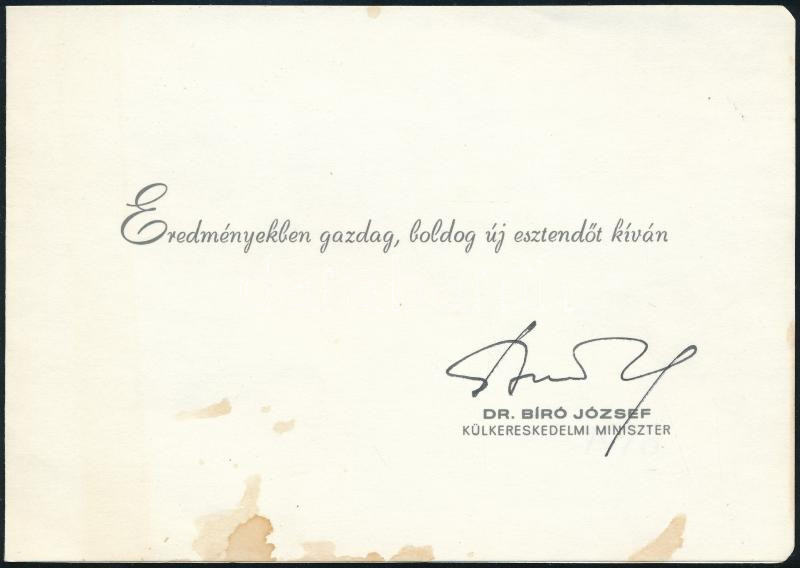 Eredményekben gazdag, boldog új esztendőt kíván
DR. BÍRÓ JÓZSEF
KÜLKERESKEDELMI MINISZTER